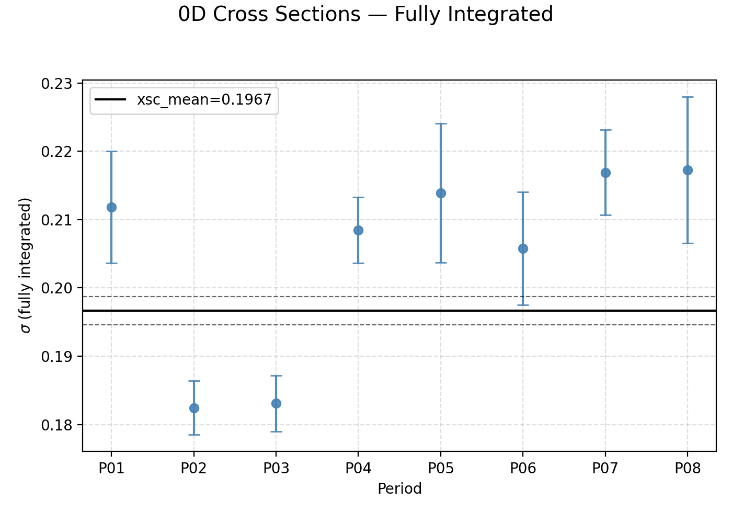 0D Cross Sections — Fully Integrated
xsc_mean=0.1967
σ (fully integrated)
0.23
0.22
0.21
0.20
0.19
0.18
P01 P02 P03 P04 P05 P06 P07 P08
Period